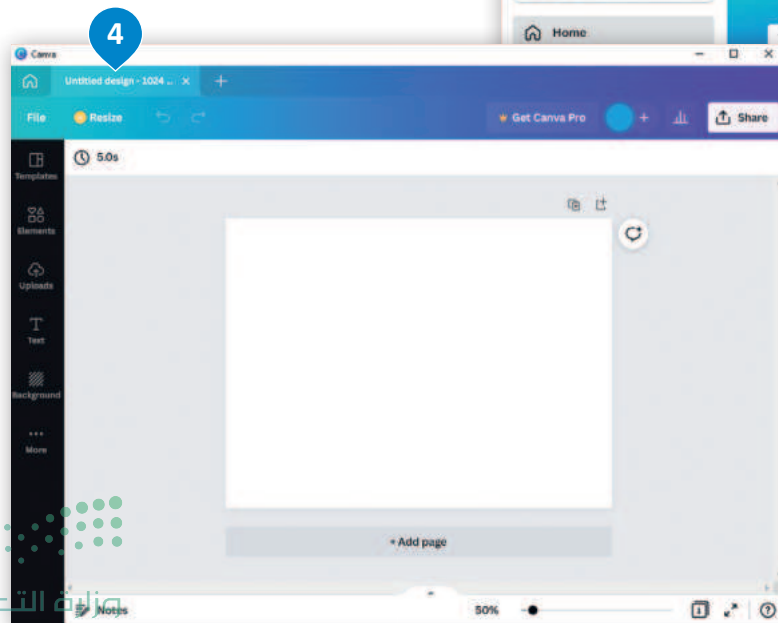 Home
4
Canva
Untitled design - 1024 ...
File
Resize
Get Canva Pro
Share
5.0s
Templates
Elements
Uploads
Text
Background
More
+ Add page
Notes
50%
وزارة